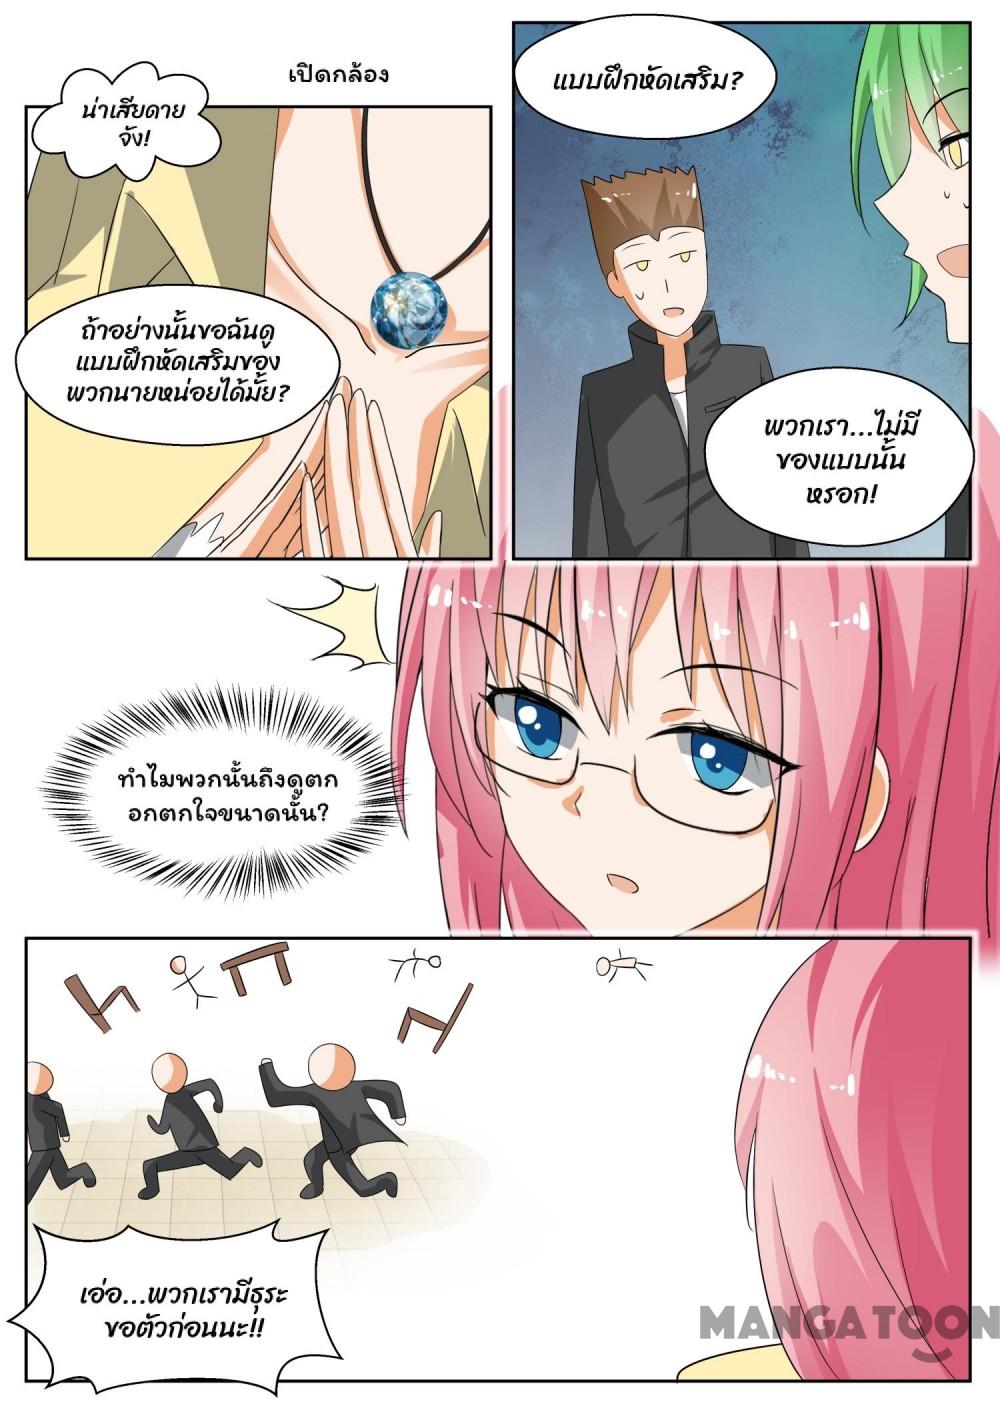 เปิดกล้อง
น่าเสียดาย
จัง!
ถ้าอย่างนั้นขอฉันดู
แบบฝึกหัดเสริมของ
พวกนายหน่อยได้มั้ย?
แบบฝึกหัดเสริม?
พวกเรา...ไม่มี
ของแบบนั้น
หรอก!
ทำไมพวกนั้นถึงดูตก
อกตกใจขนาดนั้น?
เอ่อ...พวกเรามีธุระ
ขอตัวก่อนนะ!!
MANGATOON